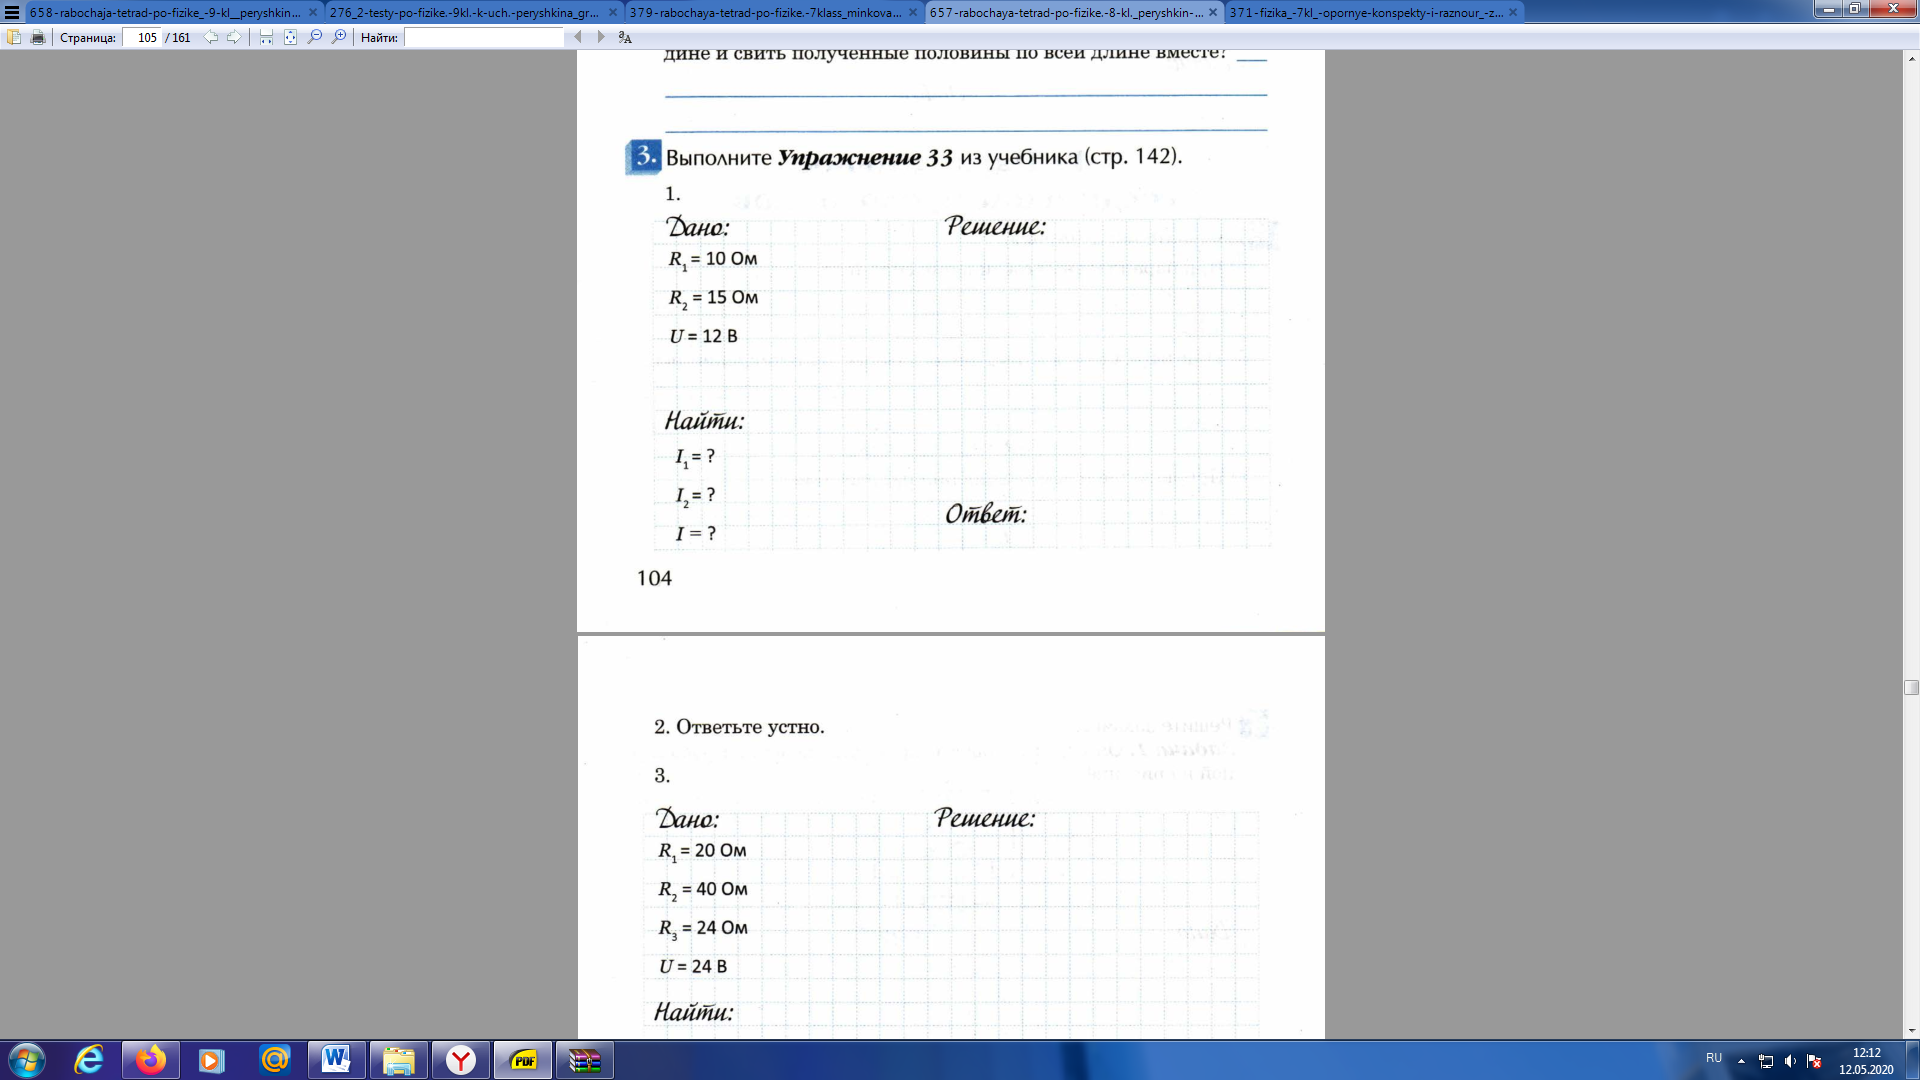 658-rabochaja-tetrad-po-fizike_-9-kl__peryshkin...
276_2-testy-po-fizike.-9kl.-k-uch.-peryshkina_gr...
379-rabochaya-tetrad-po-fizike.-7klass_minkova...
657-rabochaya-tetrad-po-fizike.-8-kl._peryshkin-...
371-fizika_-7kl_-opornye-konspekty-i-raznour_-z...
Страница: 105 / 161 Найти:
дине и свить полученные половины по всей длине вместе?
3. Выполните Упражнение 33 из учебника (стр. 142).
1.
Дано: Решение:
R₁ = 10 Ом
R₂ = 15 Ом
U = 12 В
Найти:
I₁ = ?
I₂ = ?
I = ?
Ответ:
104
2. Ответьте устно.
3.
Дано: Решение:
R₁ = 20 Ом
R₂ = 40 Ом
R₃ = 24 Ом
U = 24 В
Найти:
PDF
RU
12:12
12.05.2020